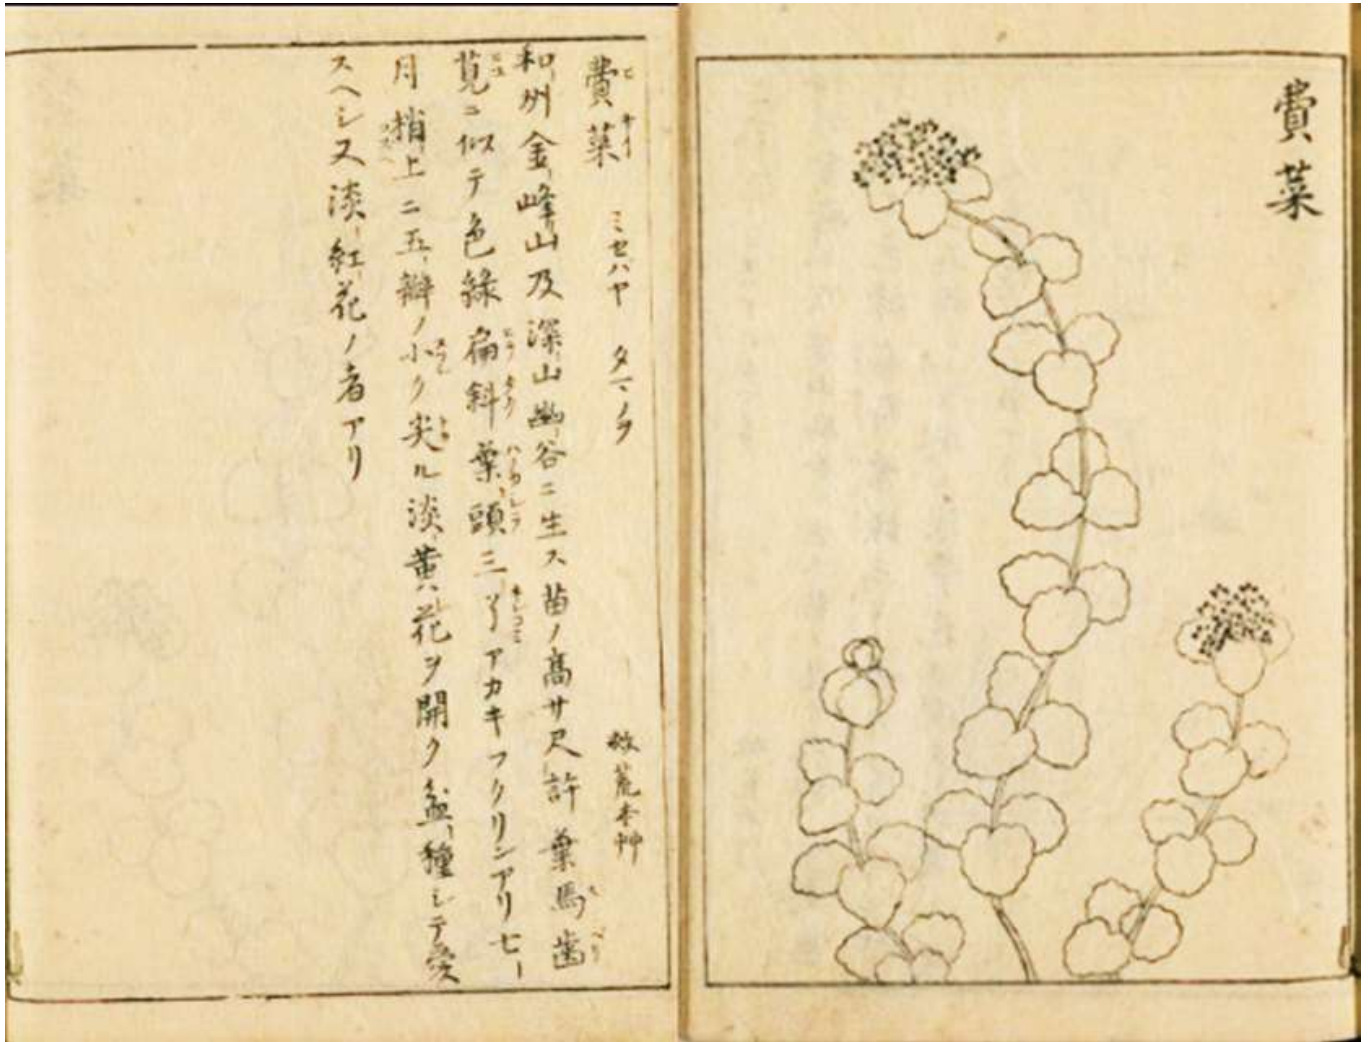 費菜
費菜 ミセバヤ タマノヲ 救荒本艸
和州金峰山及深山幽谷ニ生ス苗ノ高サ尺許葉馬歯
莧ニ似テ色緑扁斜葉頭三アカキフクリンアリ七
月梢上ニ五瓣ノ小ク尖ル淡黄花ヲ開ク盆種シテ愛
スヘシ又淡紅花ノ者アリ